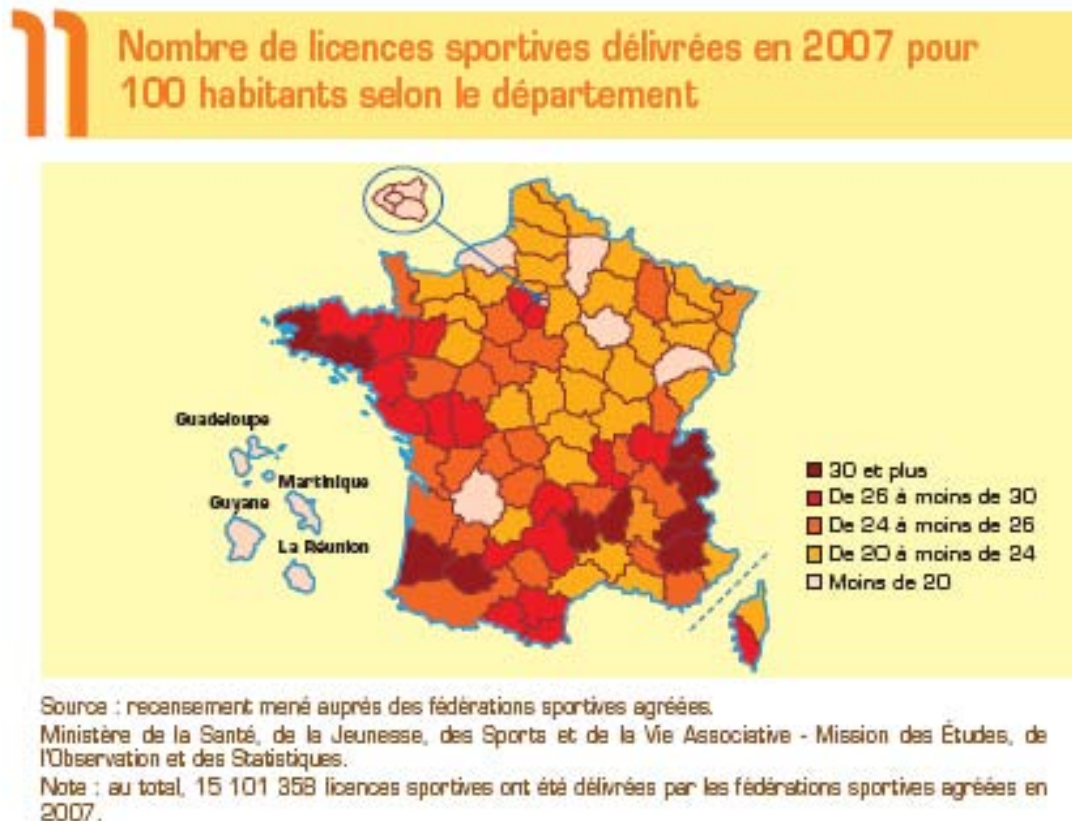 11
Nombre de licences sportives délivrées en 2007 pour
100 habitants selon le département
Guadeloupe
Martinique
Guyane
La Réunion
30 et plus
De 26 à moins de 30
De 24 à moins de 26
De 20 à moins de 24
Moins de 20
Source : recensement mené auprès des fédérations sportives agréées.
Ministère de la Santé, de la Jeunesse, des Sports et de la Vie Associative - Mission des Études, de
l'Observation et des Statistiques.
Note : au total, 15 101 358 licences sportives ont été délivrées par les fédérations sportives agréées en
2007.